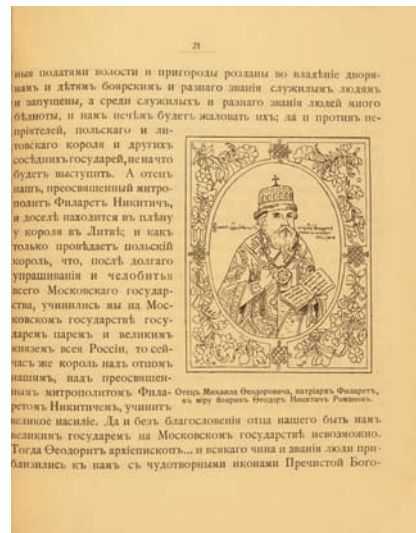 21
ныя податями волости и пригороды розданы во владѣніе дворя-
намъ и дѣтямъ боярскимъ и разнаго званія служилымъ людямъ
и запущены, а среди служилыхъ и разнаго званія людей много
бѣдноты, и намъ нечѣмъ будетъ жаловать ихъ; да и противъ не-
пріятелей, польскаго и ли-
товскаго короля и другихъ
сосѣднихъ государей, не на что
будетъ выступить. А отецъ
нашъ, преосвященный митро-
политъ Филаретъ Никитичъ,
и доселѣ находится въ плѣну
у короля въ Литвѣ; и какъ
только провѣдаетъ польскій
король, что, послѣ долгаго
упрашиванія и челобитья
всего Московскаго государ-
ства, учинились мы на Мос-
ковскомъ государствѣ госу-
даремъ царемъ и великимъ
княземъ всея Россіи, то сей-
часъ же король надъ отцомъ
нашимъ, надъ преосвящен-
нымъ митрополитомъ Фила-
ретомъ Никитичемъ, учинитъ
Отецъ Михаила Ѳеодоровича, патріархъ Филаретъ,
въ міру бояринъ Ѳеодоръ Никитичъ Романовъ.
великое насиліе. Да и безъ благословенія отца нашего быть намъ
великимъ государемъ на Московскомъ государствѣ невозможно.
Тогда Ѳеодоритъ архіепископъ... и всякаго чина и званія люди при-
близились къ намъ съ чудотворными иконами Пречистой Бого-